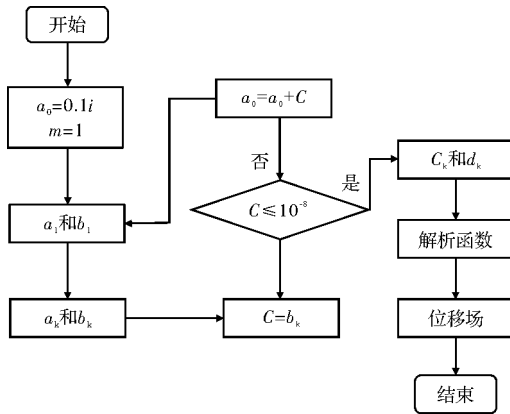 开始
a₀=0.1i
m=1
a₁和b₁
aₖ和bₖ
a₀=a₀+C
否
C≤10⁻⁸
是
C=bₖ
Cₖ和dₖ
解析函数
位移场
结束